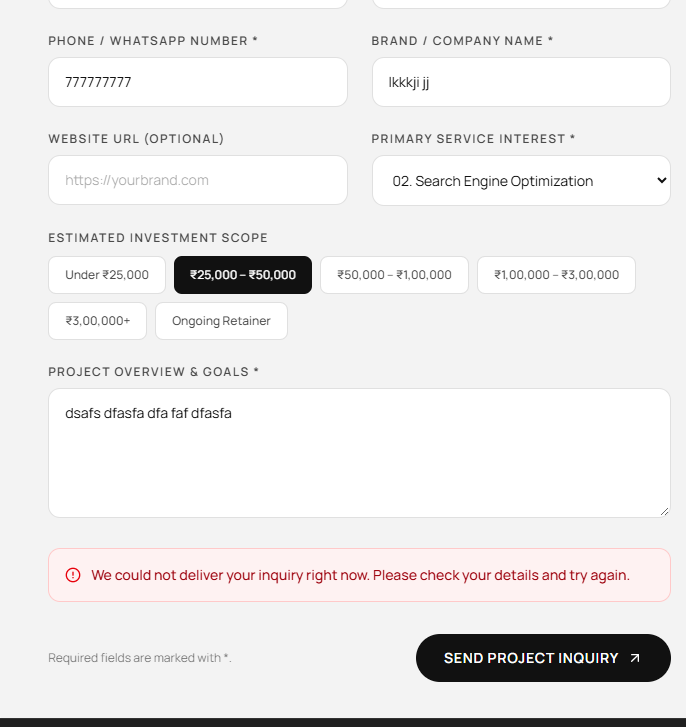 PHONE / WHATSAPP NUMBER *
BRAND / COMPANY NAME *
777777777
lkkkji jj
WEBSITE URL (OPTIONAL)
PRIMARY SERVICE INTEREST *
https://yourbrand.com
02. Search Engine Optimization
ESTIMATED INVESTMENT SCOPE
Under ₹25,000
₹25,000 – ₹50,000
₹50,000 – ₹1,00,000
₹1,00,000 – ₹3,00,000
₹3,00,000+
Ongoing Retainer
PROJECT OVERVIEW & GOALS *
dsafs dfasfa dfa faf dfasfa
We could not deliver your inquiry right now. Please check your details and try again.
Required fields are marked with *.
SEND PROJECT INQUIRY